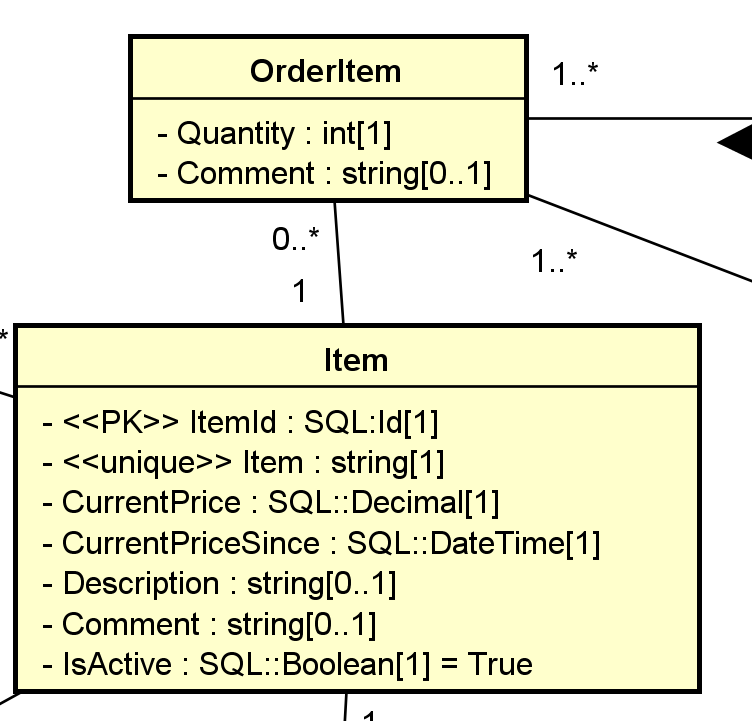 OrderItem
1..*
- Quantity : int[1]
- Comment : string[0..1]
0..*
1..*
1
*
Item
- <<PK>> ItemId : SQL:Id[1]
- <<unique>> Item : string[1]
- CurrentPrice : SQL::Decimal[1]
- CurrentPriceSince : SQL::DateTime[1]
- Description : string[0..1]
- Comment : string[0..1]
- IsActive : SQL::Boolean[1] = True
1